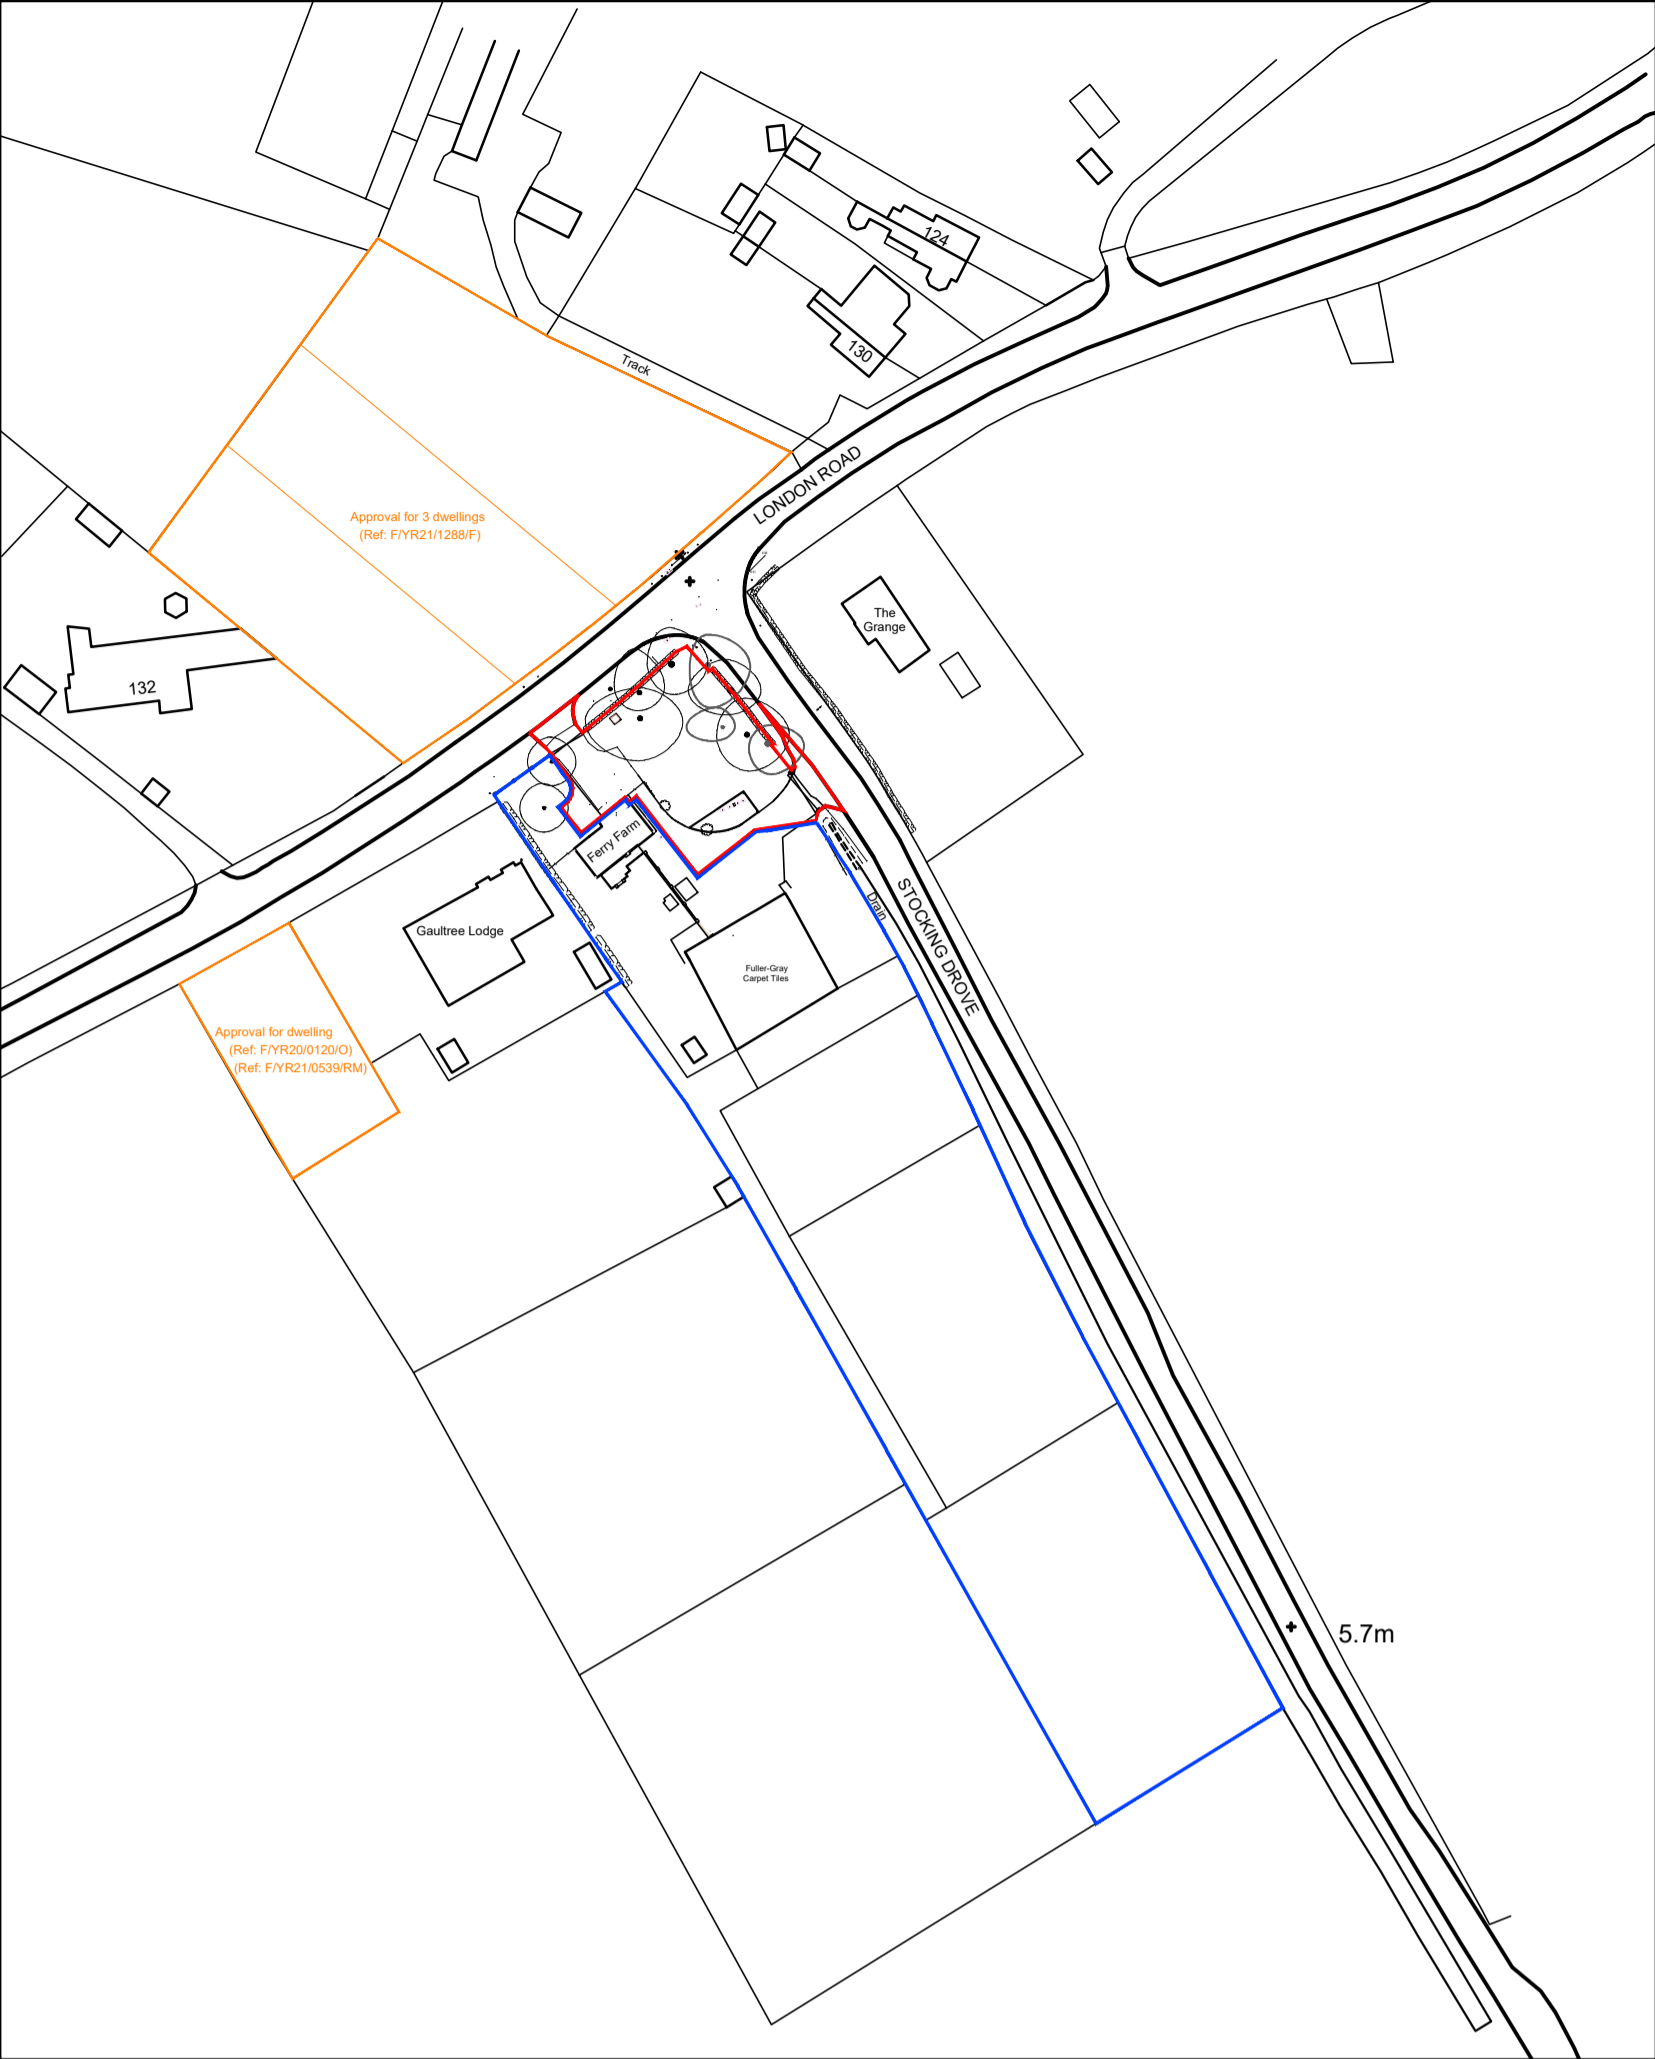 124
130
Track
LONDON ROAD
Approval for 3 dwellings
(Ref: F/YR21/1288/F)
The
Grange
132
Ferry Farm
Drain
STOCKING DROVE
Gaultree Lodge
Fuller-Gray
Carpet Tiles
Approval for dwelling
(Ref: F/YR20/0120/O)
(Ref: F/YR21/0539/RM)
5.7m